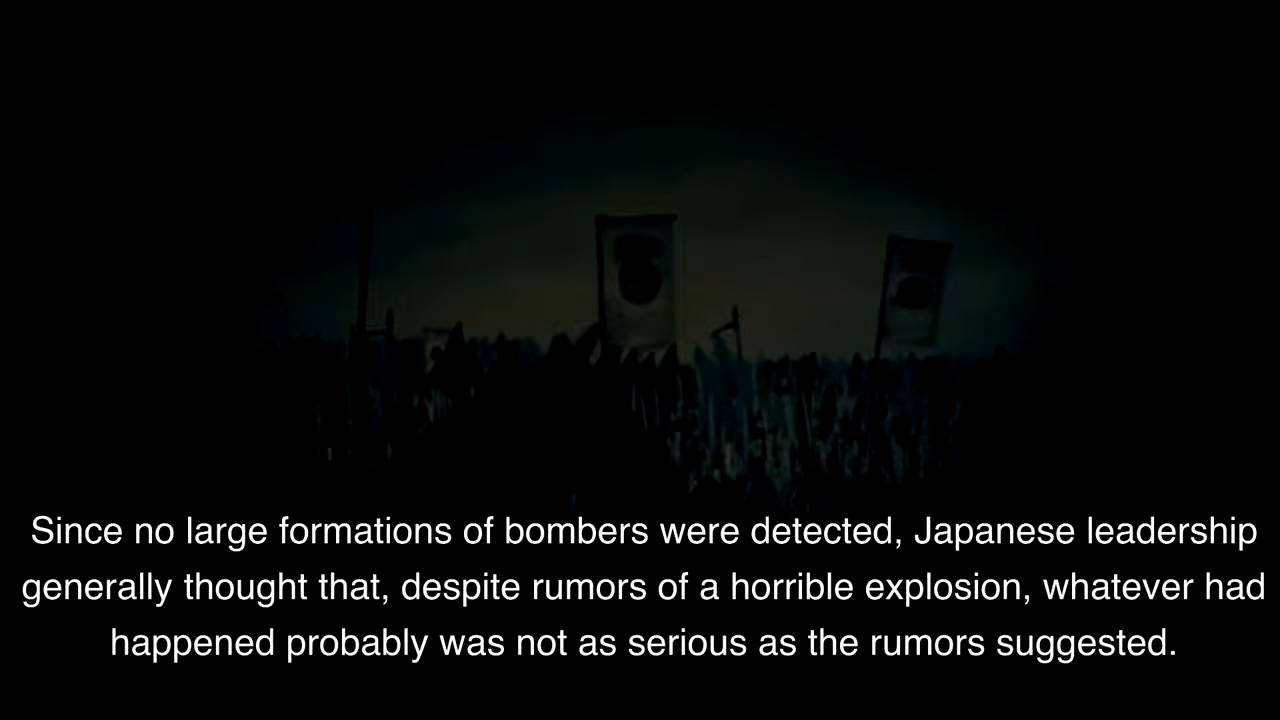 Since no large formations of bombers were detected, Japanese leadership
generally thought that, despite rumors of a horrible explosion, whatever had
happened probably was not as serious as the rumors suggested.